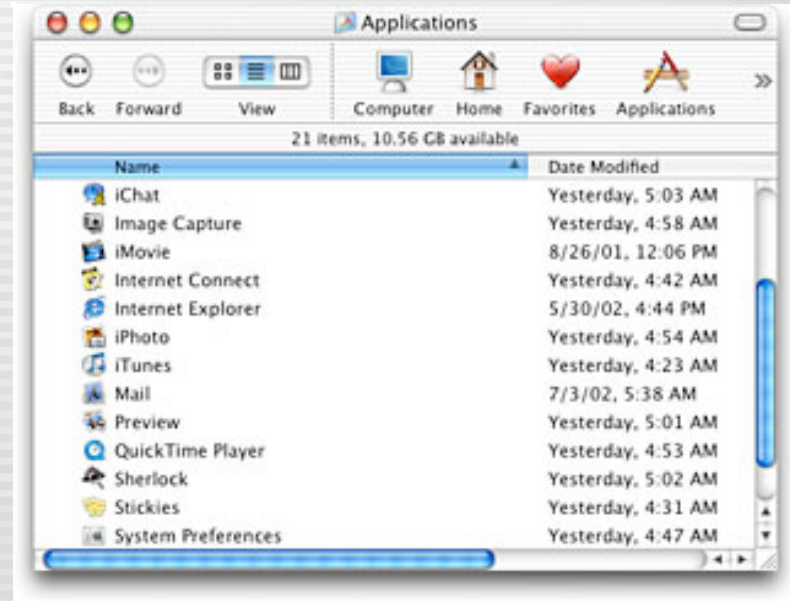 Applications
Back Forward View Computer Home Favorites Applications
21 items, 10.56 GB available
Name Date Modified
iChat Yesterday, 5:03 AM
Image Capture Yesterday, 4:58 AM
iMovie 8/26/01, 12:06 PM
Internet Connect Yesterday, 4:42 AM
Internet Explorer 5/30/02, 4:44 PM
iPhoto Yesterday, 4:54 AM
iTunes Yesterday, 4:23 AM
Mail 7/3/02, 5:38 AM
Preview Yesterday, 5:01 AM
QuickTime Player Yesterday, 4:53 AM
Sherlock Yesterday, 5:02 AM
Stickies Yesterday, 4:31 AM
System Preferences Yesterday, 4:47 AM